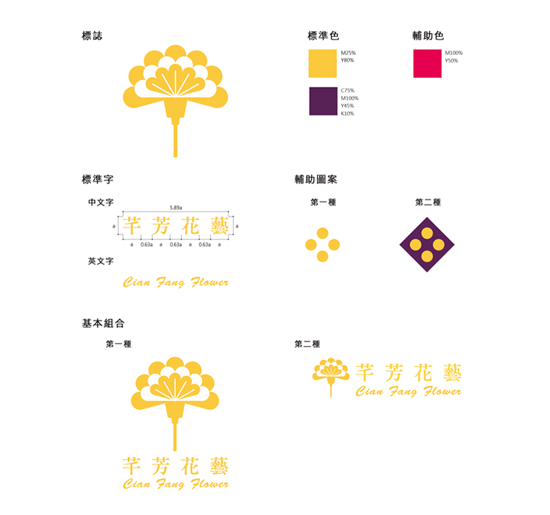 標誌
標準色
輔助色
M25%
Y80%
M100%
Y50%
C75%
M100%
Y45%
K10%
標準字
輔助圖案
中文字
第一種
第二種
5.89a
a
芊芳花藝
a
a
0.63a
a
0.63a
a
0.63a
a
英文字
Cian Fang Flower
基本組合
第一種
第二種
芊芳花藝
Cian Fang Flower
芊芳花藝
Cian Fang Flower